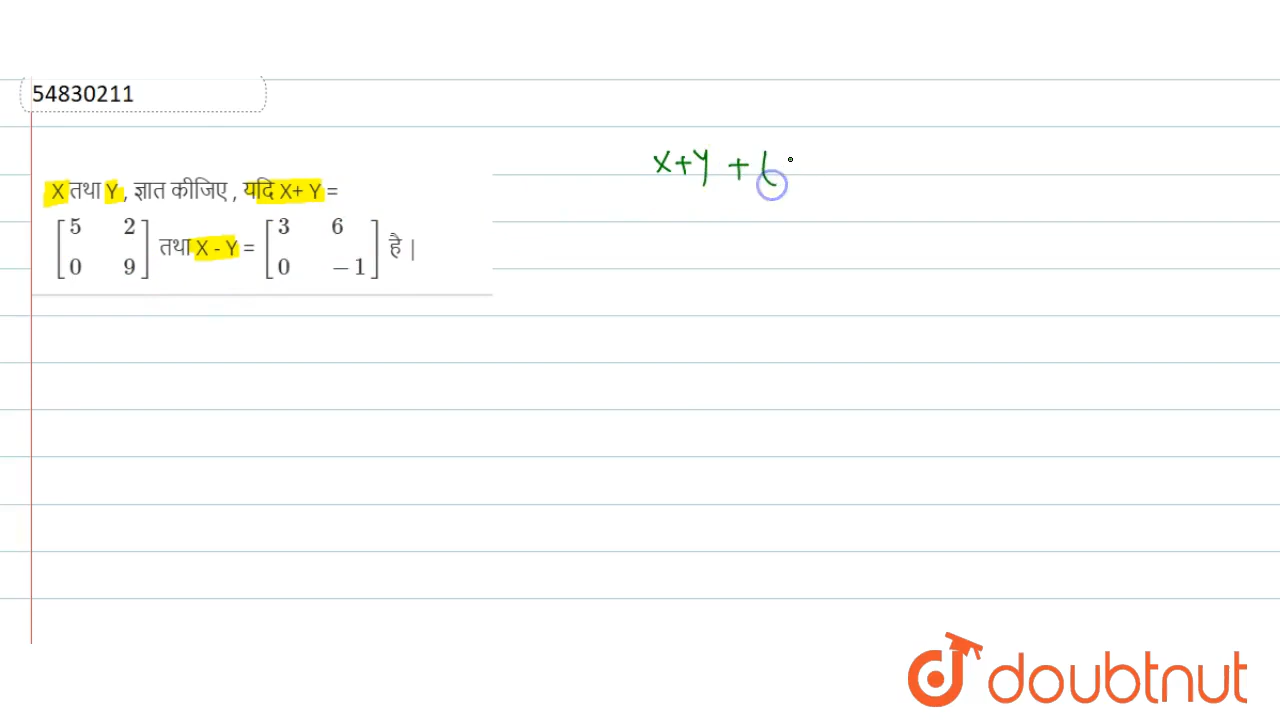 54830211
X तथा Y , ज्ञात कीजिए , यदि X+ Y =
[5 2
0 9] तथा X - Y = [3 6
0 −1] है |
x+y + (
doubtnut